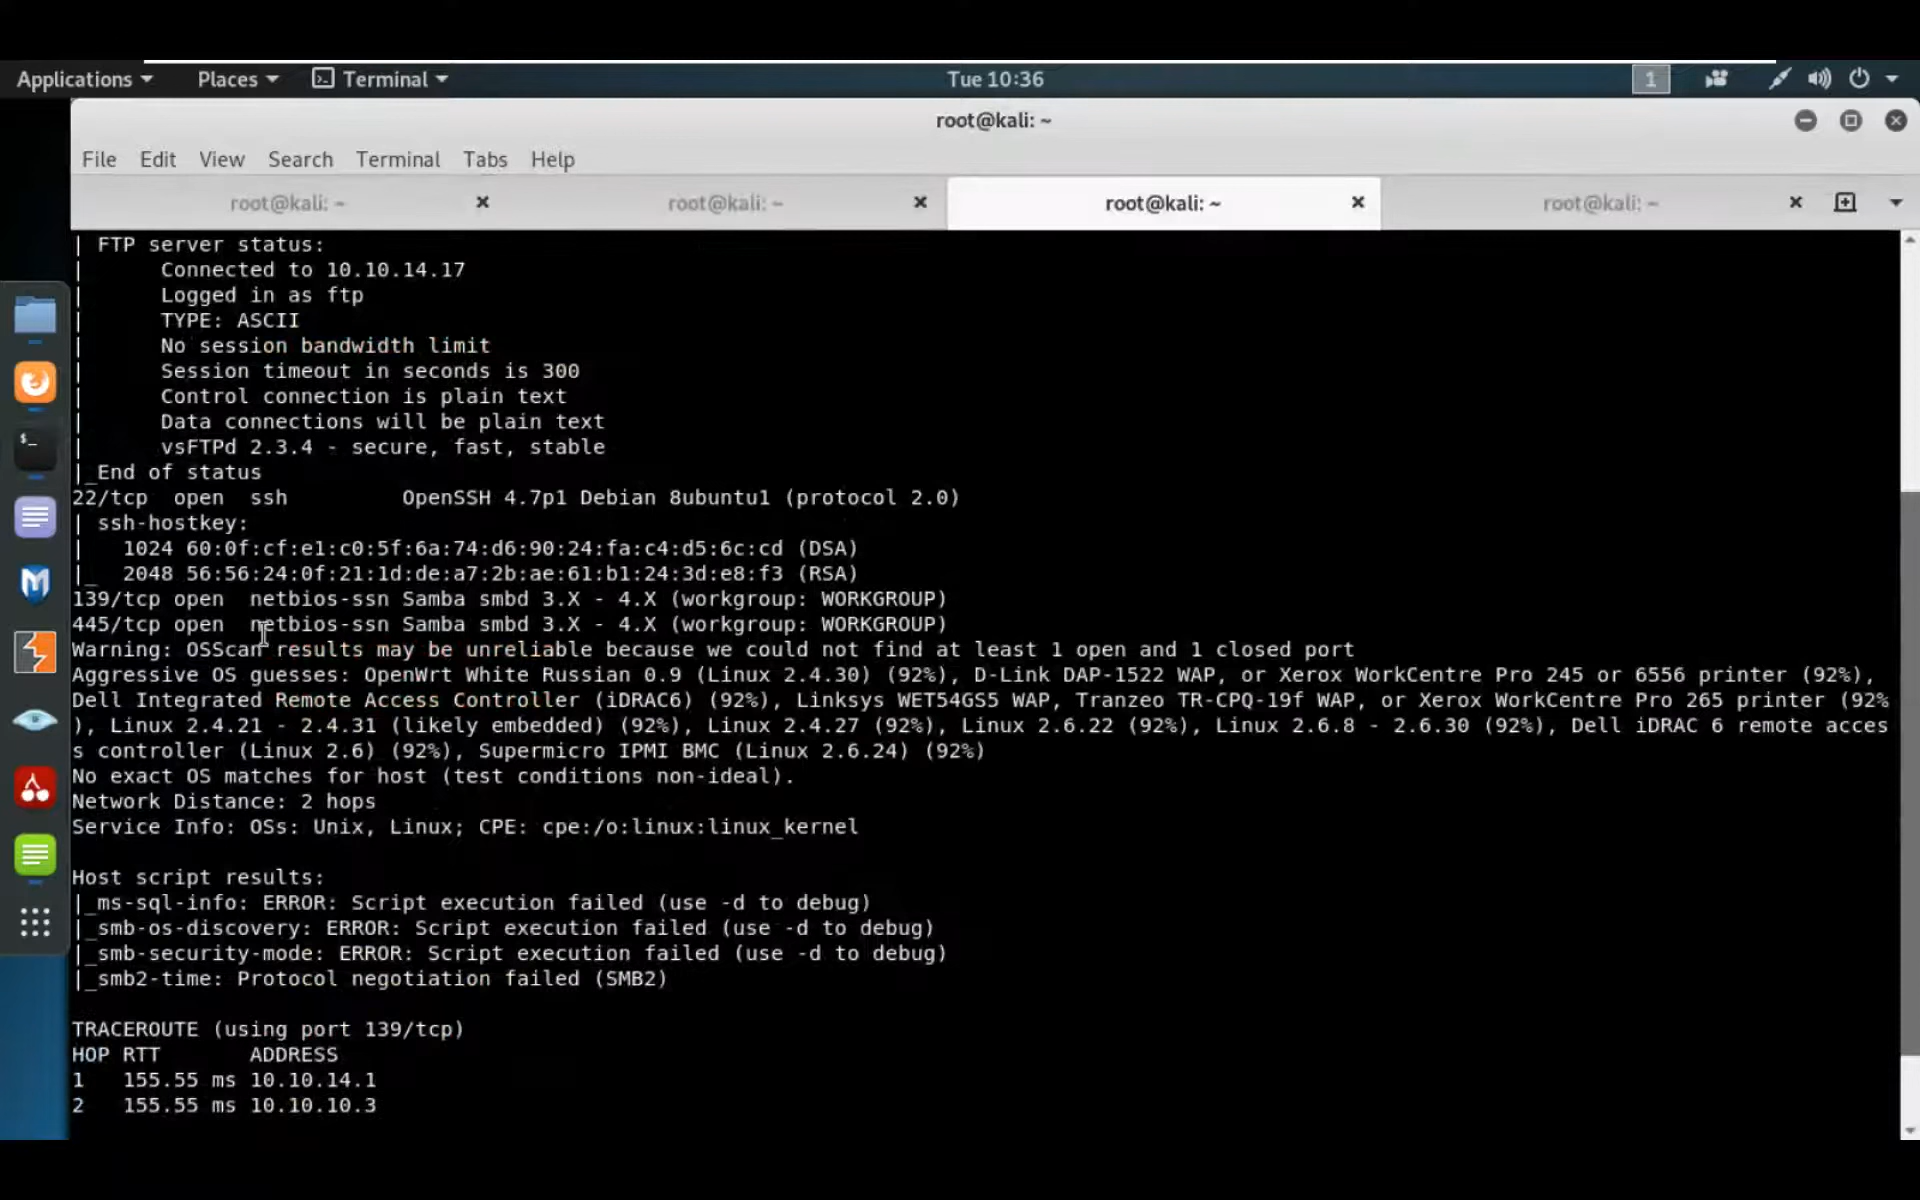 Applications Places Terminal Tue 10:36 1
root@kali: ~
File Edit View Search Terminal Tabs Help
root@kali: ~ root@kali: ~ root@kali: ~ root@kali: ~
| FTP server status:
|      Connected to 10.10.14.17
|      Logged in as ftp
|      TYPE: ASCII
|      No session bandwidth limit
|      Session timeout in seconds is 300
|      Control connection is plain text
|      Data connections will be plain text
|      vsFTPd 2.3.4 - secure, fast, stable
|_End of status
22/tcp  open  ssh         OpenSSH 4.7p1 Debian 8ubuntu1 (protocol 2.0)
| ssh-hostkey:
|   1024 60:0f:cf:e1:c0:5f:6a:74:d6:90:24:fa:c4:d5:6c:cd (DSA)
|_  2048 56:56:24:0f:21:1d:de:a7:2b:ae:61:b1:24:3d:e8:f3 (RSA)
139/tcp open  netbios-ssn Samba smbd 3.X - 4.X (workgroup: WORKGROUP)
445/tcp open  netbios-ssn Samba smbd 3.X - 4.X (workgroup: WORKGROUP)
Warning: OSScan results may be unreliable because we could not find at least 1 open and 1 closed port
Aggressive OS guesses: OpenWrt White Russian 0.9 (Linux 2.4.30) (92%), D-Link DAP-1522 WAP, or Xerox WorkCentre Pro 245 or 6556 printer (92%),
Dell Integrated Remote Access Controller (iDRAC6) (92%), Linksys WET54GS5 WAP, Tranzeo TR-CPQ-19f WAP, or Xerox WorkCentre Pro 265 printer (92%
), Linux 2.4.21 - 2.4.31 (likely embedded) (92%), Linux 2.4.27 (92%), Linux 2.6.22 (92%), Linux 2.6.8 - 2.6.30 (92%), Dell iDRAC 6 remote acces
s controller (Linux 2.6) (92%), Supermicro IPMI BMC (Linux 2.6.24) (92%)
No exact OS matches for host (test conditions non-ideal).
Network Distance: 2 hops
Service Info: OSs: Unix, Linux; CPE: cpe:/o:linux:linux_kernel
Host script results:
|_ms-sql-info: ERROR: Script execution failed (use -d to debug)
|_smb-os-discovery: ERROR: Script execution failed (use -d to debug)
|_smb-security-mode: ERROR: Script execution failed (use -d to debug)
|_smb2-time: Protocol negotiation failed (SMB2)
TRACEROUTE (using port 139/tcp)
HOP RTT       ADDRESS
1   155.55 ms 10.10.14.1
2   155.55 ms 10.10.10.3